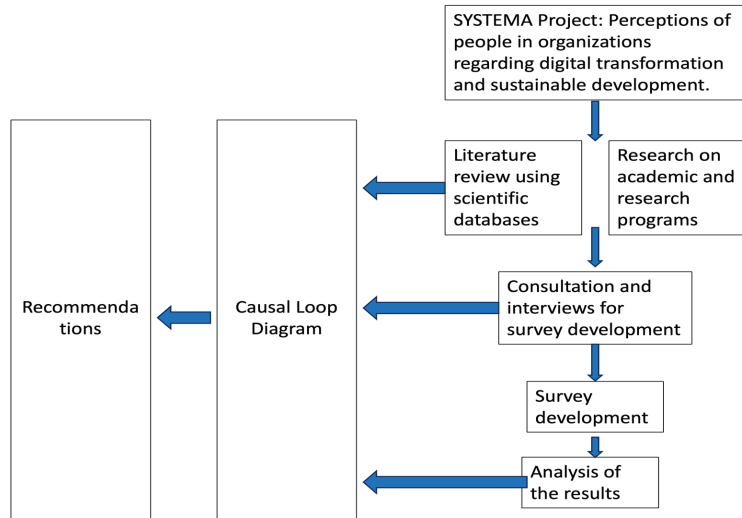 SYSTEMA Project: Perceptions of
people in organizations
regarding digital transformation
and sustainable development.
Literature
review using
scientific
databases
Research on
academic and
research
programs
Consultation and
interviews for
survey development
Survey
development
Analysis of
the results
Causal Loop
Diagram
Recommenda
tions